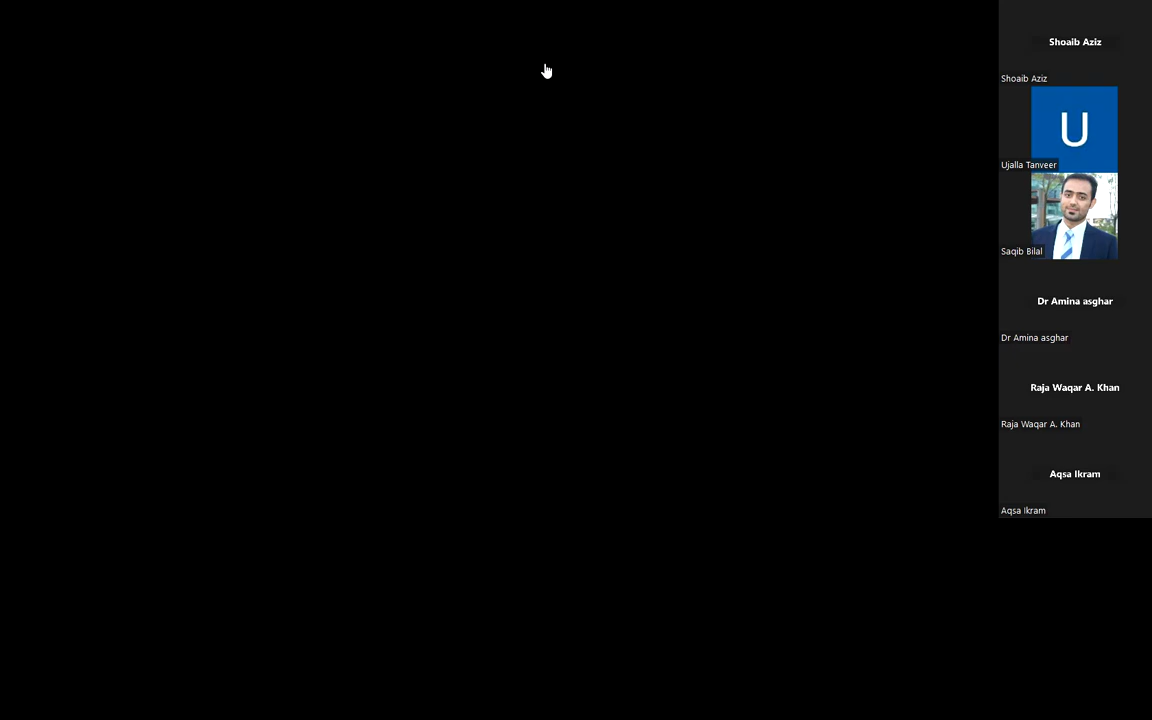 Shoaib Aziz
Shoaib Aziz
U
Ujalla Tanveer
Saqib Bilal
Dr Amina asghar
Dr Amina asghar
Raja Waqar A. Khan
Raja Waqar A. Khan
Aqsa Ikram
Aqsa Ikram